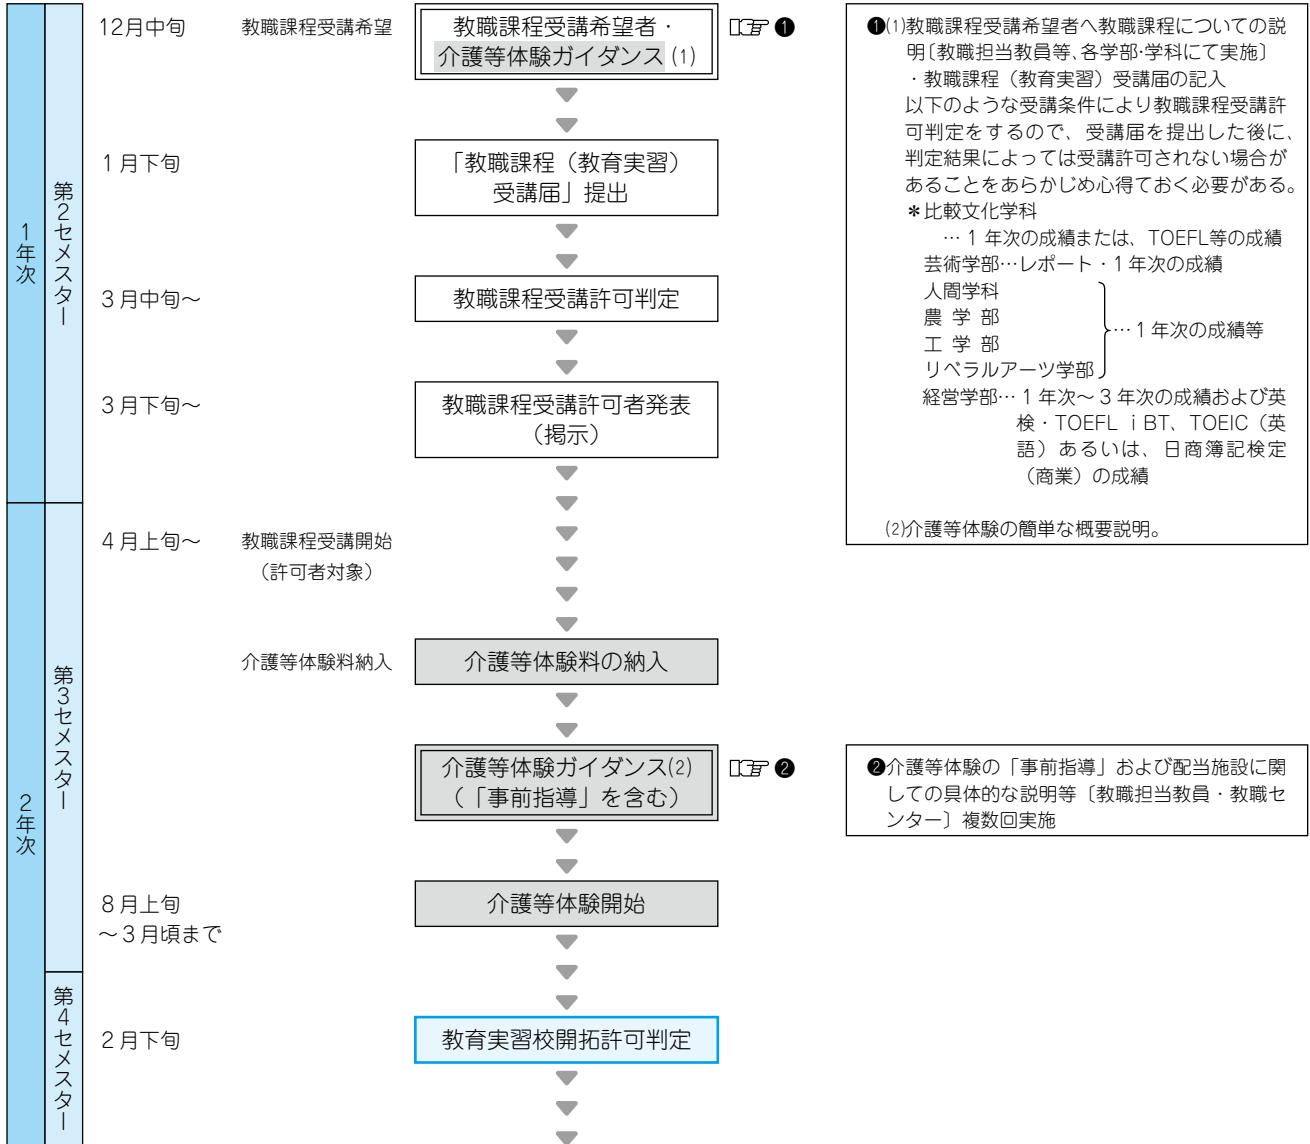 1年次
第2セメスター
12月中旬
教職課程受講希望
教職課程受講希望者・
介護等体験ガイダンス(1)
☞❶
1月下旬
「教職課程（教育実習）
受講届」提出
3月中旬～
教職課程受講許可判定
3月下旬～
教職課程受講許可者発表
（掲示）
❶⑴教職課程受講希望者へ教職課程についての説
明〔教職担当教員等、各学部・学科にて実施〕
・教職課程（教育実習）受講届の記入
以下のような受講条件により教職課程受講許
可判定をするので、受講届を提出した後に、
判定結果によっては受講許可されない場合が
あることをあらかじめ心得ておく必要がある。
＊比較文化学科
…１年次の成績または、TOEFL等の成績
芸術学部…レポート・１年次の成績
人間学科
農 学 部
工 学 部
リベラルアーツ学部
…１年次の成績等
経営学部…１年次～３年次の成績および英
検・TOEFL ｉBT、TOEIC（英
語）あるいは、日商簿記検定
（商業）の成績
⑵介護等体験の簡単な概要説明。
2年次
第3セメスター
4月上旬～
教職課程受講開始
（許可者対象）
介護等体験料納入
介護等体験料の納入
介護等体験ガイダンス⑵
（「事前指導」を含む）
☞❷
❷介護等体験の「事前指導」および配当施設に関
しての具体的な説明等〔教職担当教員・教職セ
ンター〕複数回実施
8月上旬
～3月頃まで
介護等体験開始
第4セメスター
2月下旬
教育実習校開拓許可判定